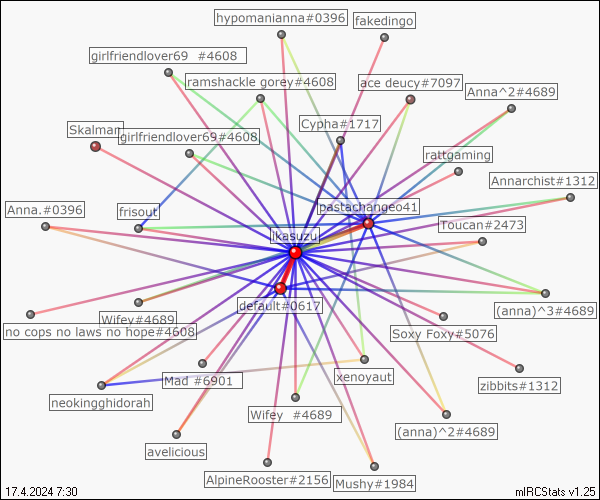 hypomanianna#0396
fakedingo
girlfriendlover69  #4608
ramshackle gorey#4608
ace deucy#7097
Anna^2#4689
Skalman
girlfriendlover69#4608
Cypha#1717
rattgaming
Annarchist#1312
Anna.#0396
frisout
pastachangeo41
Toucan#2473
ikasuzu
default#0617
(anna)^3#4689
Wifey#4689
no cops no laws no hope#4608
Soxy Foxy#5076
Mad #6901
xenoyaut
zibbits#1312
neokingghidorah
Wifey  #4689
(anna)^2#4689
avelicious
AlpineRooster#2156
Mushy#1984
17.4.2024 7:30
mIRCStats v1.25